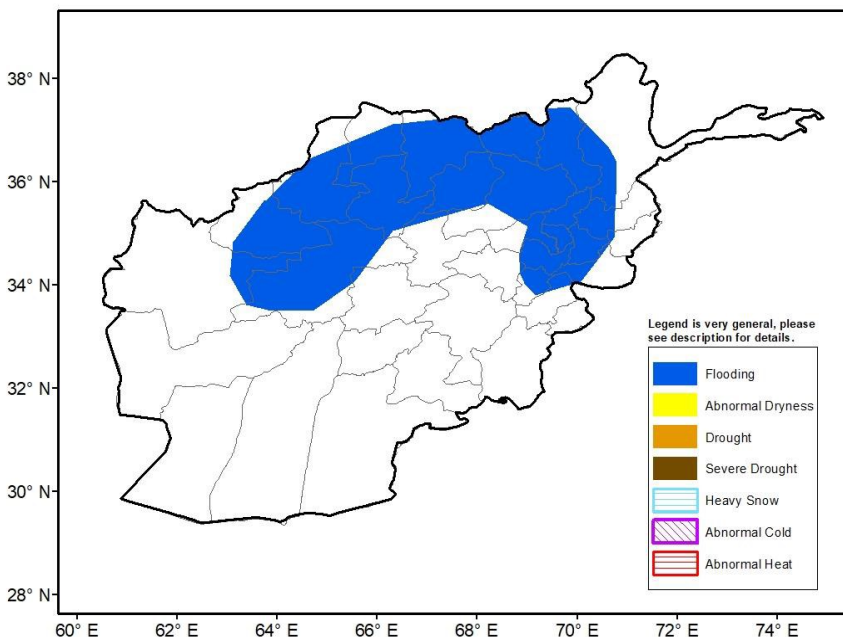 38° N
36° N
34° N
32° N
30° N
28° N
60° E 62° E 64° E 66° E 68° E 70° E 72° E 74° E
Legend is very general, please
see description for details.
Flooding
Abnormal Dryness
Drought
Severe Drought
Heavy Snow
Abnormal Cold
Abnormal Heat